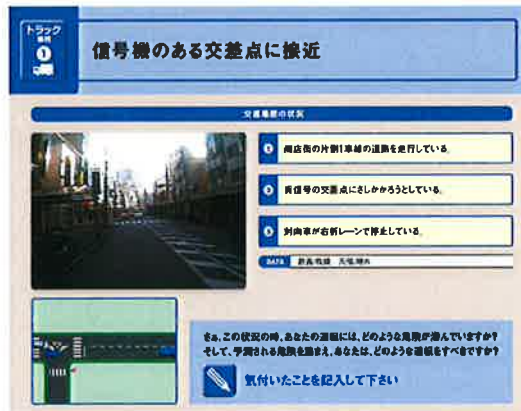 トラック
事例
1
信号機のある交差点に接近
交通場面の状況
1 商店街の片側1車線の道路を走行している。
2 青信号の交差点にさしかかろうとしている。
3 対向車が右折レーンで停止している。
DATA
さぁ、この状況の時、あなたの運転には、どのような危険が潜んでいますか?
そして、予測される危険を踏まえ、あなたは、どのような運転をすべきですか?
気付いたことを記入して下さい